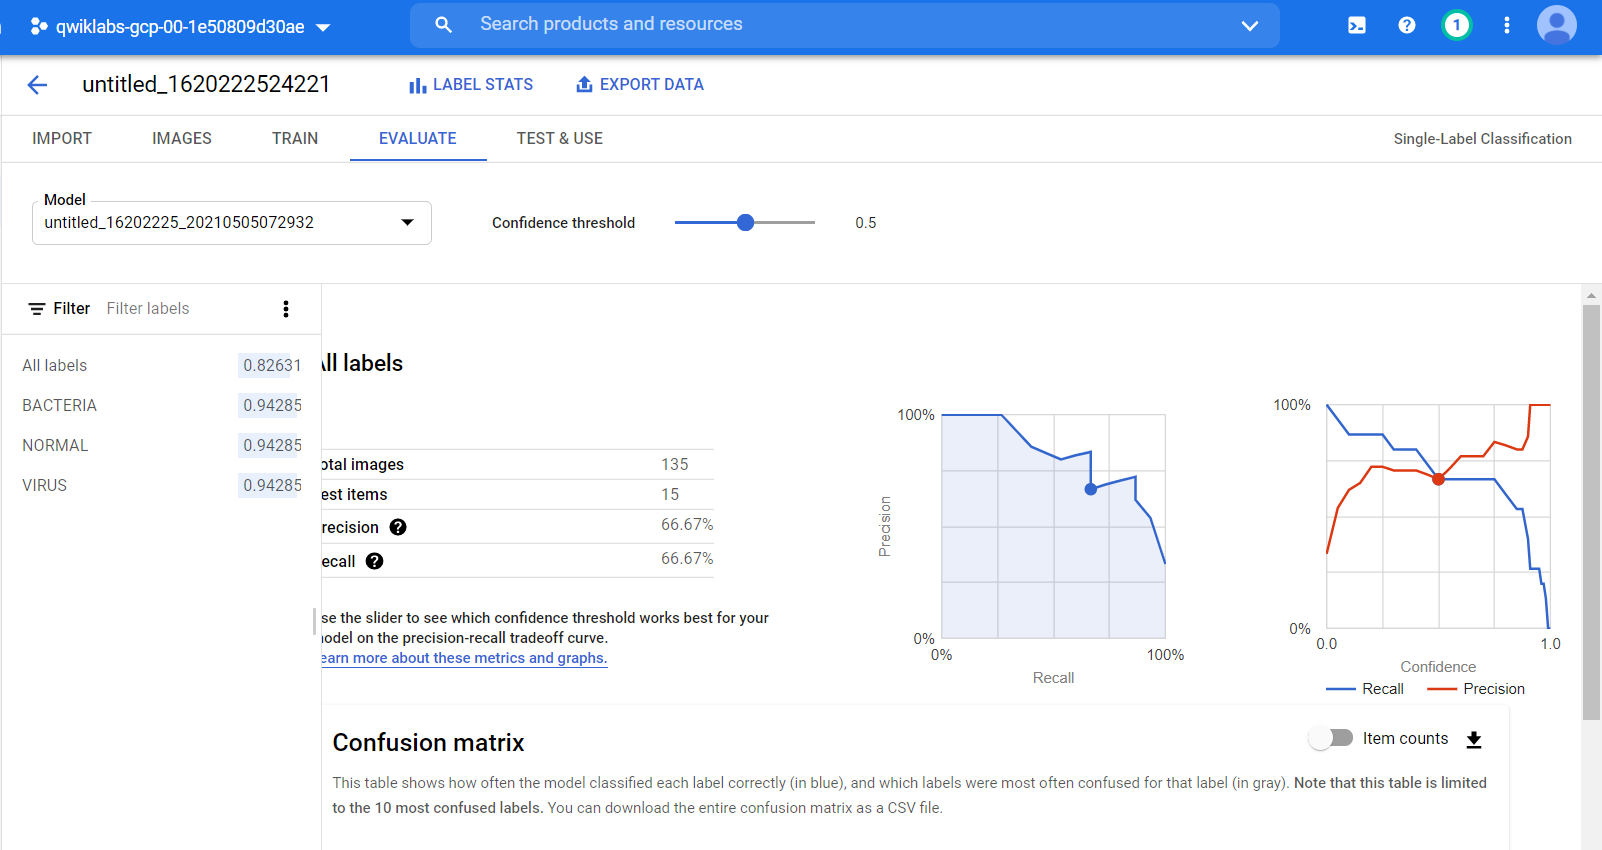 qwiklabs-gcp-00-1e50809d30ae
Search products and resources
1
untitled_1620222524221
LABEL STATS
EXPORT DATA
IMPORT
IMAGES
TRAIN
EVALUATE
TEST & USE
Single-Label Classification
Model
untitled_16202225_20210505072932
Confidence threshold
0.5
Filter
Filter labels
All labels 0.82631
BACTERIA 0.94285
NORMAL 0.94285
VIRUS 0.94285
ll labels
otal images 135
est items 15
recision ? 66.67%
ecall ? 66.67%
se the slider to see which confidence threshold works best for your
odel on the precision-recall tradeoff curve.
earn more about these metrics and graphs.
100%
Precision
0%
0%
100%
Recall
100%
0%
0.0
1.0
Confidence
Recall
Precision
Confusion matrix
Item counts
This table shows how often the model classified each label correctly (in blue), and which labels were most often confused for that label (in gray). Note that this table is limited
to the 10 most confused labels. You can download the entire confusion matrix as a CSV file.